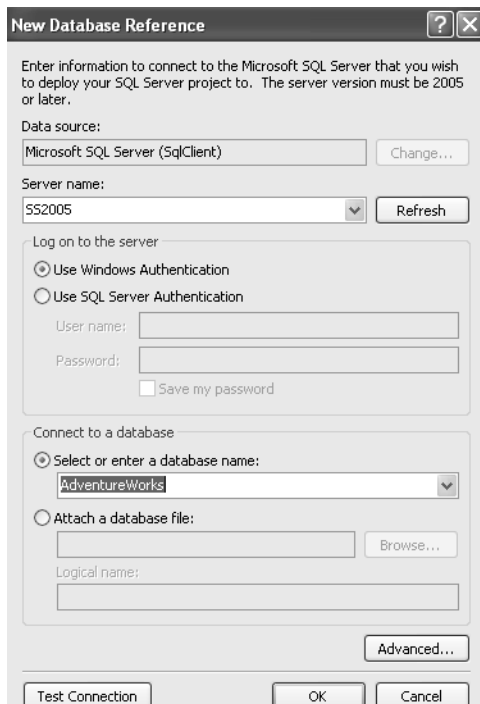 New Database Reference
Enter information to connect to the Microsoft SQL Server that you wish
to deploy your SQL Server project to. The server version must be 2005
or later.
Data source:
Microsoft SQL Server (SqlClient)
Change...
Server name:
SS2005
Refresh
Log on to the server
Use Windows Authentication
Use SQL Server Authentication
User name:
Password:
Save my password
Connect to a database
Select or enter a database name:
AdventureWorks
Attach a database file:
Browse...
Logical name:
Advanced...
Test Connection
OK
Cancel